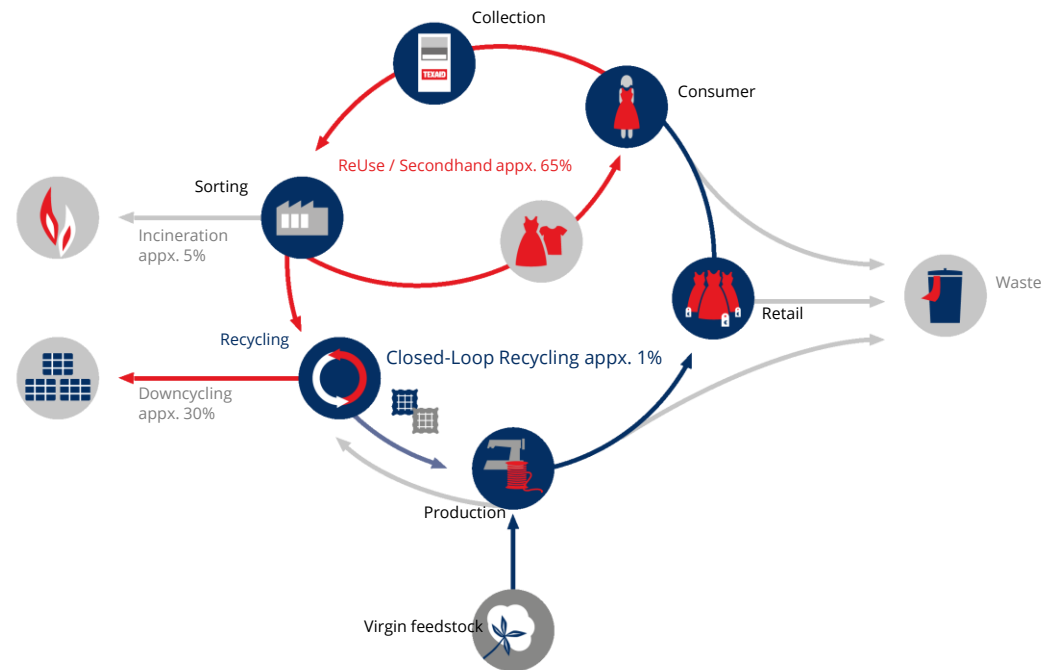 Collection
TEXAID
Consumer
ReUse / Secondhand appx. 65%
Sorting
Incineration
appx. 5%
Waste
Retail
Recycling
Closed-Loop Recycling appx. 1%
Downcycling
appx. 30%
Production
Virgin feedstock